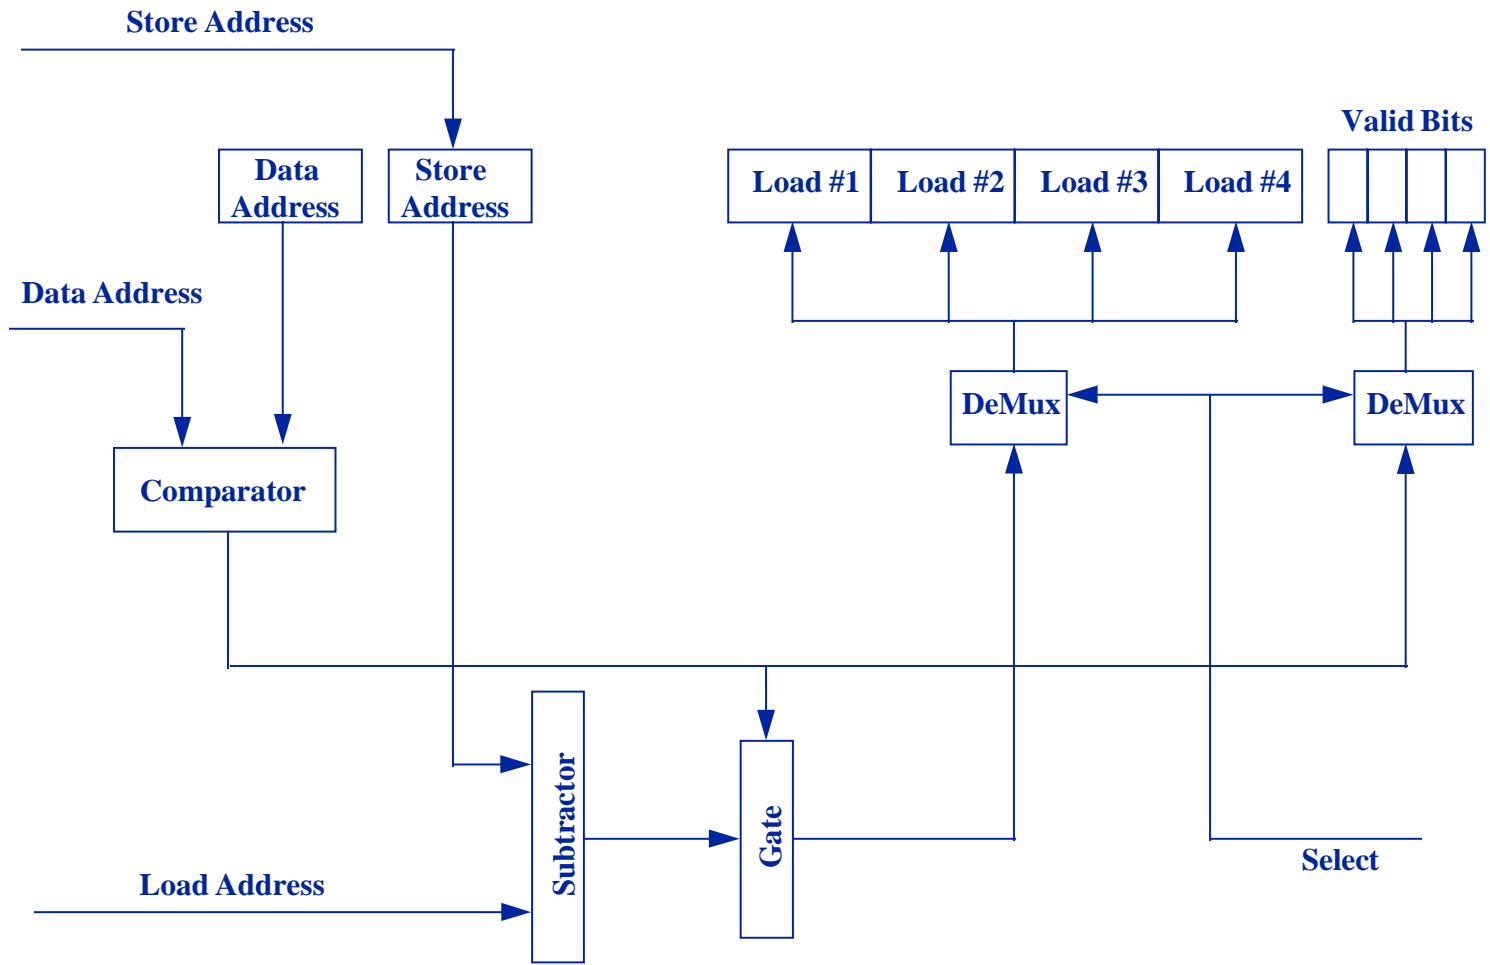 Store Address
Valid Bits
Data
Address
Store
Address
Load #1
Load #2
Load #3
Load #4
Data Address
DeMux
DeMux
Comparator
Subtractor
Gate
Select
Load Address